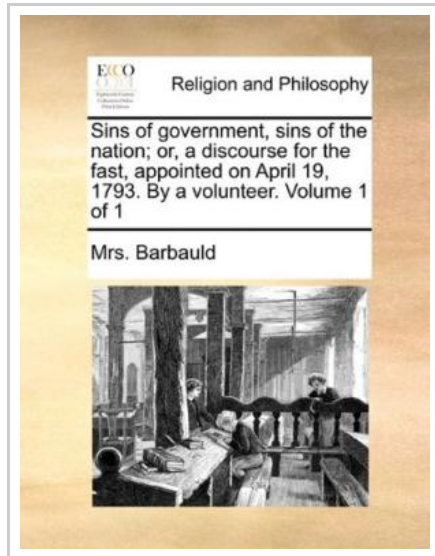 ECCO
Religion and Philosophy
Sins of government, sins of the
nation; or, a discourse for the
fast, appointed on April 19,
1793. By a volunteer. Volume 1
of 1
Mrs. Barbauld